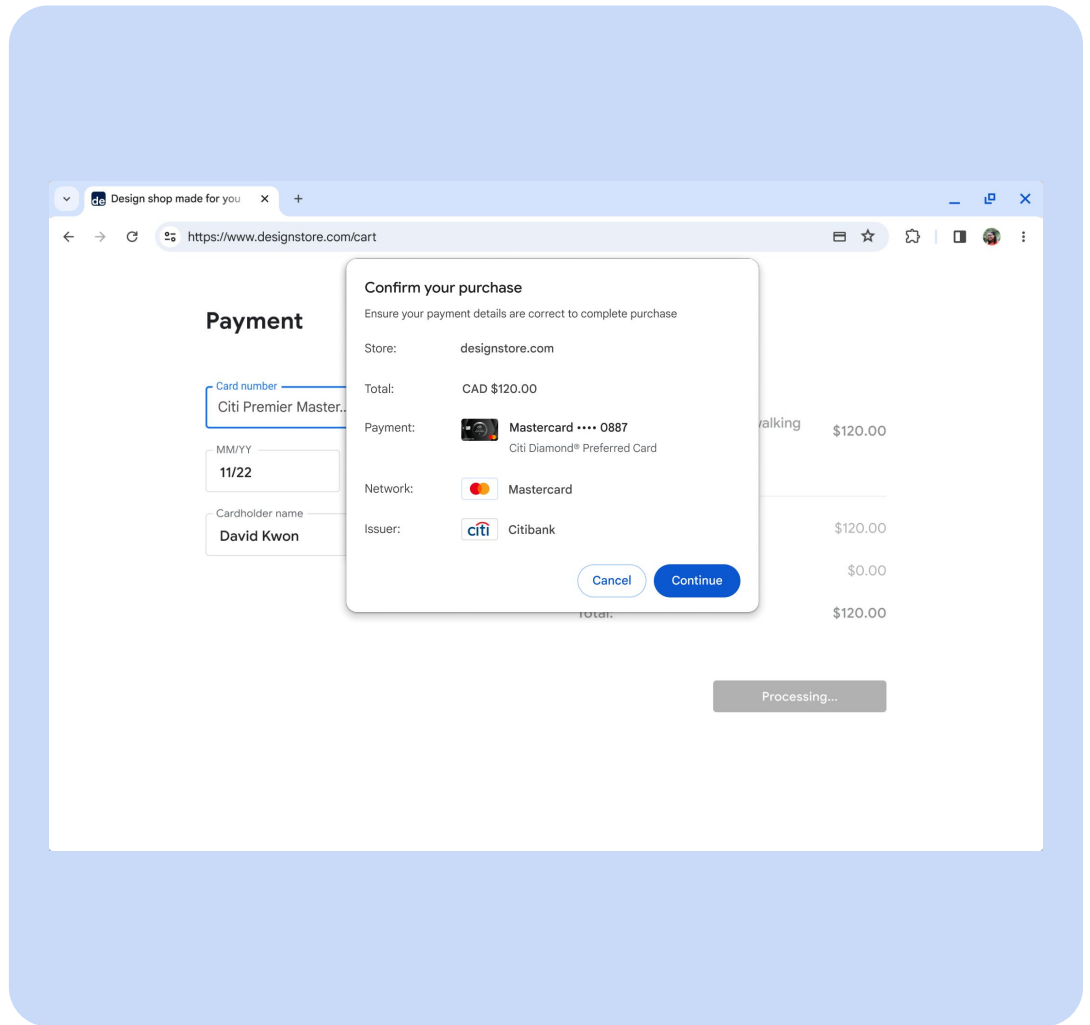 de Design shop made for you
https://www.designstore.com/cart
Confirm your purchase
Ensure your payment details are correct to complete purchase
Store: designstore.com
Total: CAD $120.00
Payment: Mastercard •••• 0887
Citi Diamond® Preferred Card
Network: Mastercard
Issuer: citi Citibank
Cancel Continue
Payment
Card number
Citi Premier Master..
MM/YY
11/22
Cardholder name
David Kwon
$120.00
$120.00
$0.00
Total: $120.00
Processing...